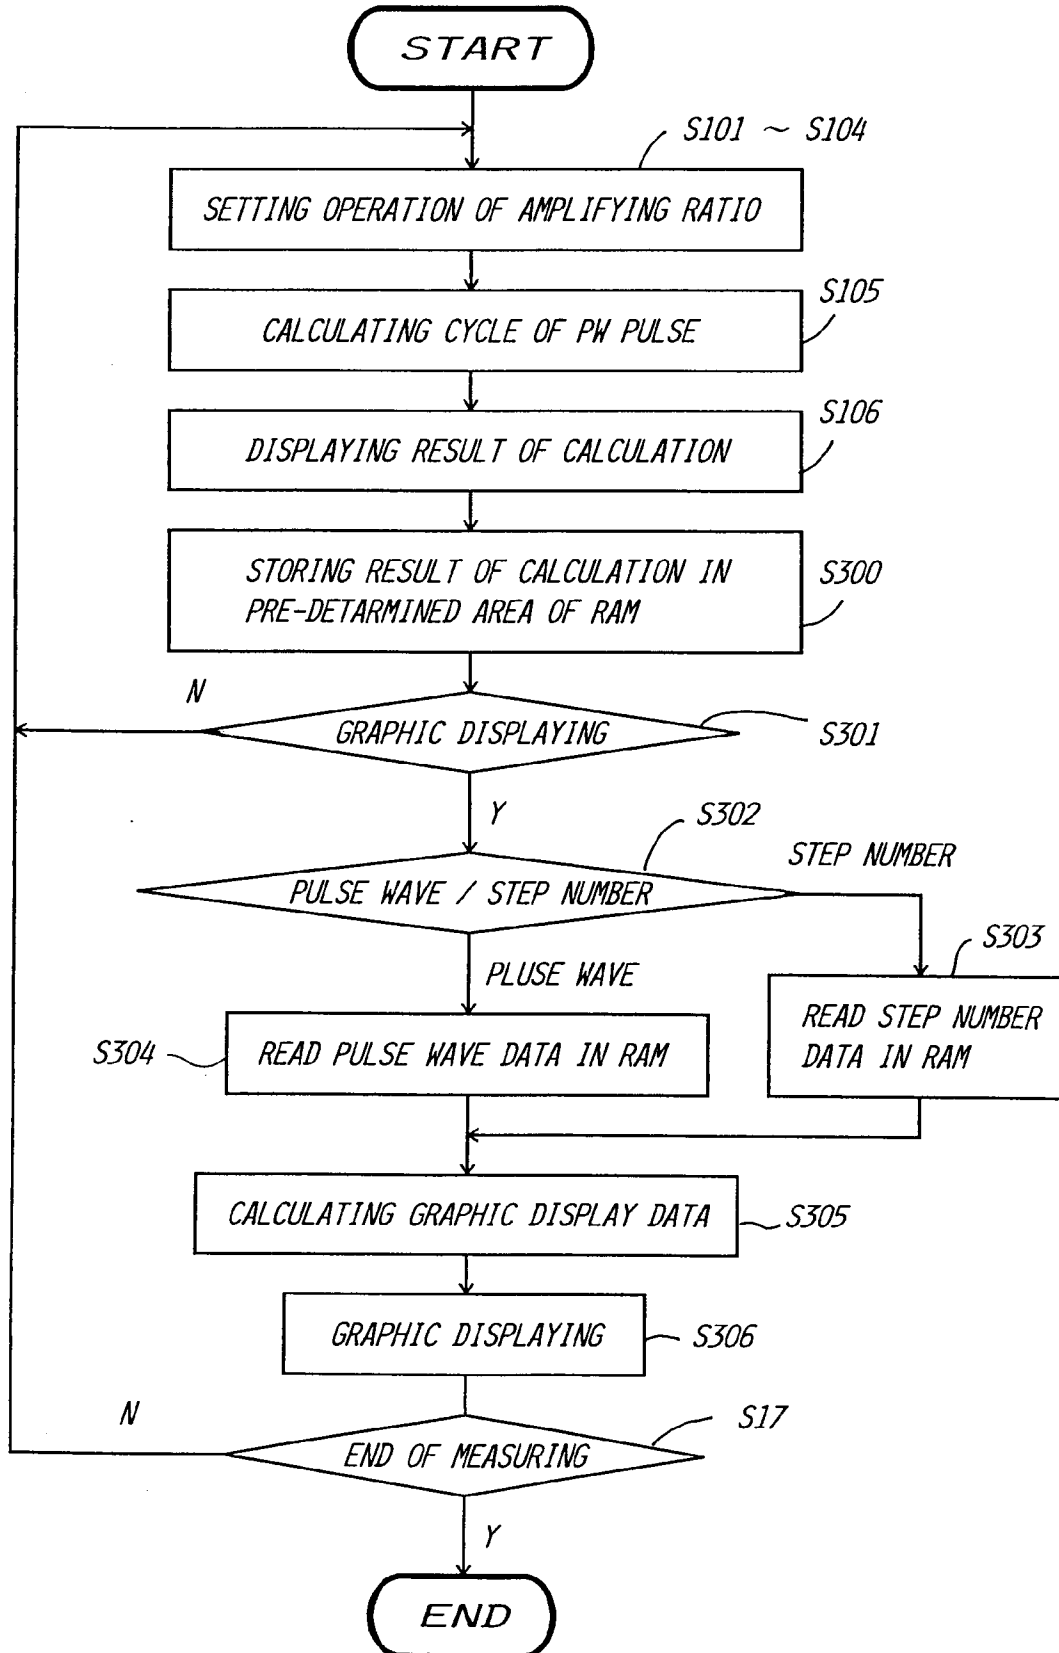 START
S101 ~ S104
SETTING OPERATION OF AMPLIFYING RATIO
S105
CALCULATING CYCLE OF PW PULSE
S106
DISPLAYING RESULT OF CALCULATION
S300
STORING RESULT OF CALCULATION IN
PRE-DETARMINED AREA OF RAM
N
GRAPHIC DISPLAYING
S301
Y
S302
STEP NUMBER
PULSE WAVE / STEP NUMBER
S303
PLUSE WAVE
READ STEP NUMBER
DATA IN RAM
S304
READ PULSE WAVE DATA IN RAM
CALCULATING GRAPHIC DISPLAY DATA
S305
GRAPHIC DISPLAYING
S306
N
S17
END OF MEASURING
Y
END